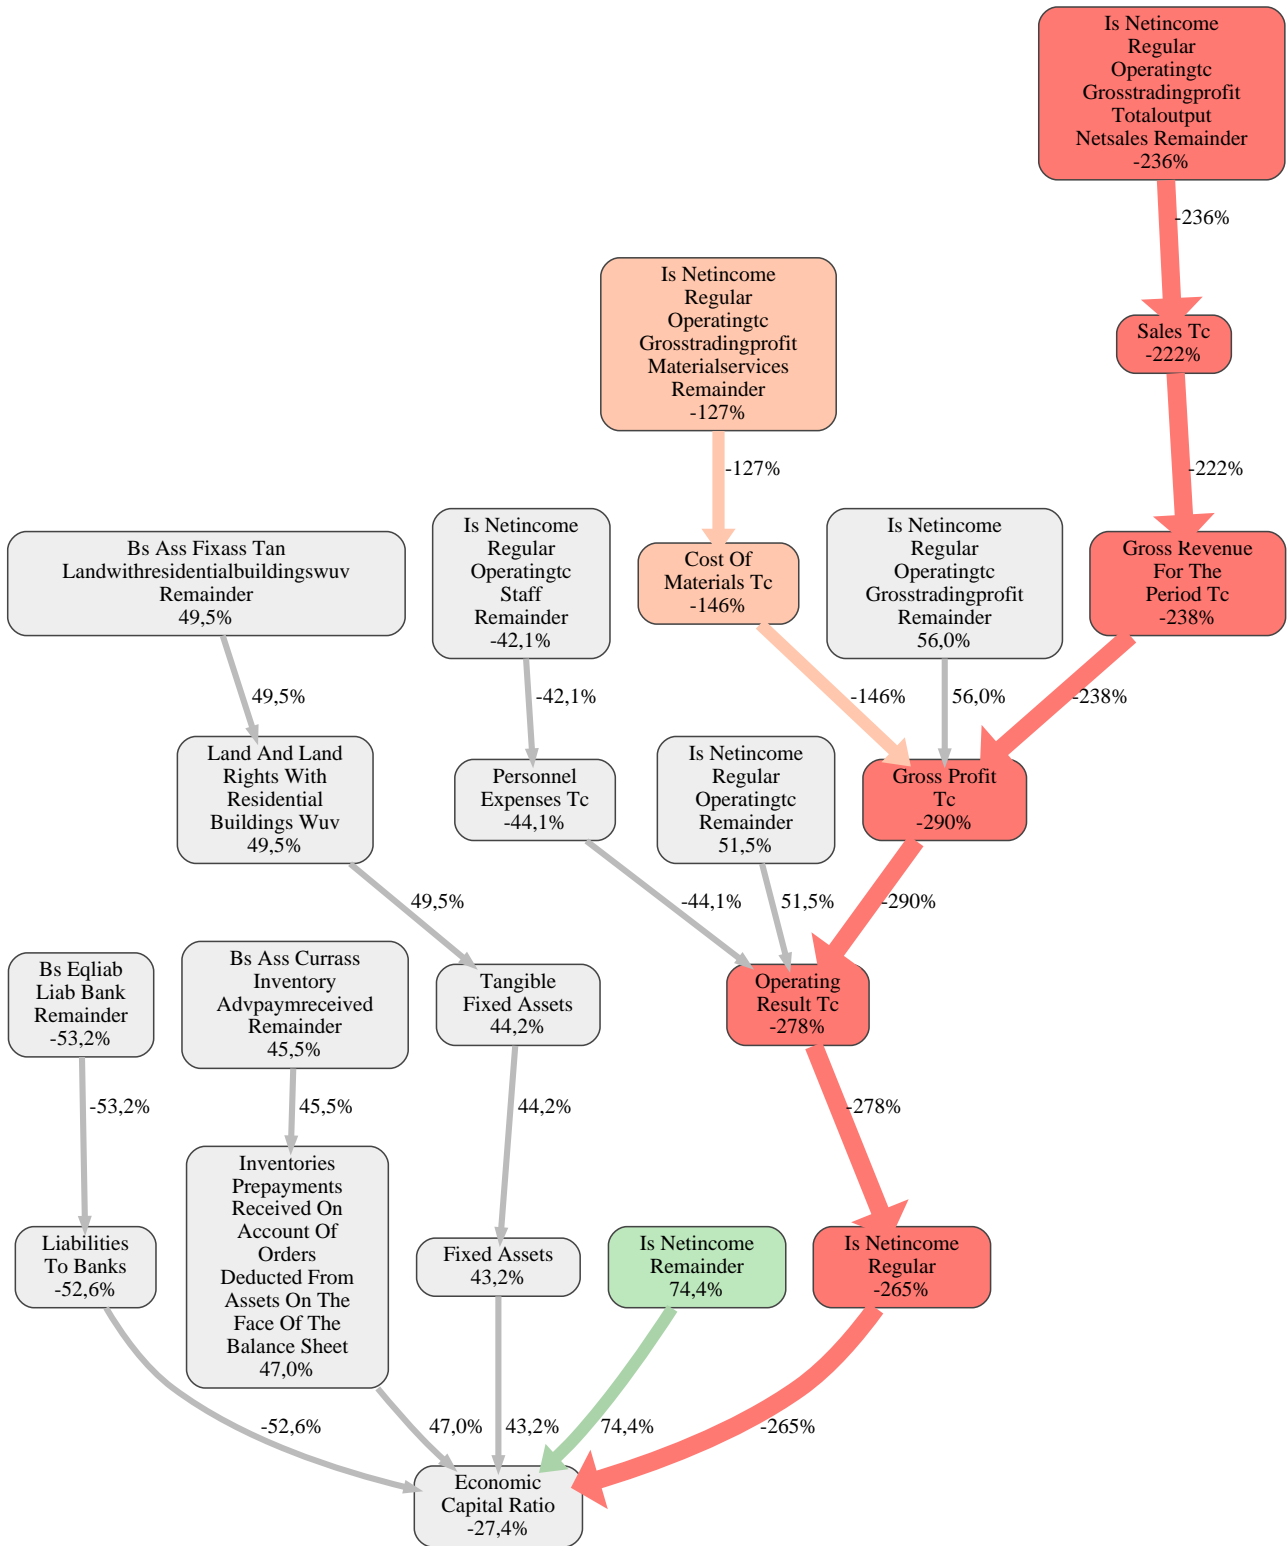 Is Netincome
Regular
Operatingtc
Grosstradingprofit
Totaloutput
Netsales Remainder
-236%
-236%
Is Netincome
Regular
Operatingtc
Grosstradingprofit
Materialservices
Remainder
-127%
Sales Tc
-222%
-127%
-222%
Bs Ass Fixass Tan
Landwithresidentialbuildingswuv
Remainder
49,5%
Is Netincome
Regular
Operatingtc
Staff
Remainder
-42,1%
Cost Of
Materials Tc
-146%
Is Netincome
Regular
Operatingtc
Grosstradingprofit
Remainder
56,0%
Gross Revenue
For The
Period Tc
-238%
49,5%
-42,1%
-146%
56,0%
-238%
Land And Land
Rights With
Residential
Buildings Wuv
49,5%
Personnel
Expenses Tc
-44,1%
Is Netincome
Regular
Operatingtc
Remainder
51,5%
Gross Profit
Tc
-290%
49,5%
-44,1%
51,5%
-290%
Bs Eqliab
Liab Bank
Remainder
-53,2%
Bs Ass Currass
Inventory
Advpaymreceived
Remainder
45,5%
Tangible
Fixed Assets
44,2%
Operating
Result Tc
-278%
-53,2%
45,5%
44,2%
-278%
Liabilities
To Banks
-52,6%
Inventories
Prepayments
Received On
Account Of
Orders
Deducted From
Assets On The
Face Of The
Balance Sheet
47,0%
Fixed Assets
43,2%
Is Netincome
Remainder
74,4%
Is Netincome
Regular
-265%
-52,6%
47,0%
43,2%
74,4%
-265%
Economic
Capital Ratio
-27,4%